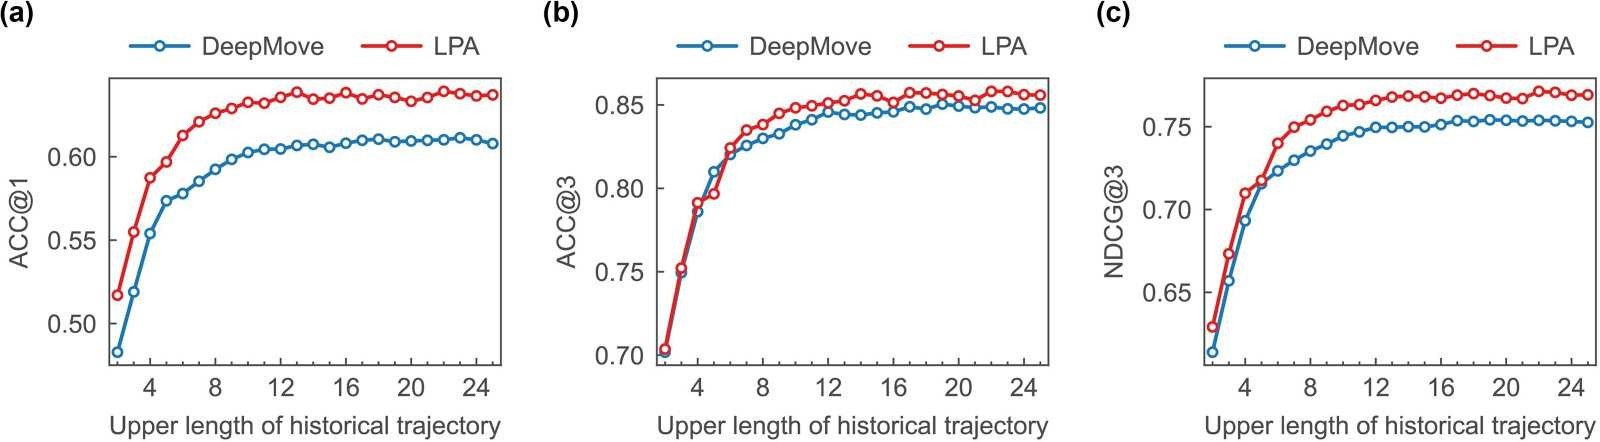 (a)
DeepMove LPA
ACC@1
0.60
0.55
0.50
4 8 12 16 20 24
Upper length of historical trajectory
(b)
DeepMove LPA
ACC@3
0.85
0.80
0.75
0.70
4 8 12 16 20 24
Upper length of historical trajectory
(c)
DeepMove LPA
NDCG@3
0.75
0.70
0.65
4 8 12 16 20 24
Upper length of historical trajectory